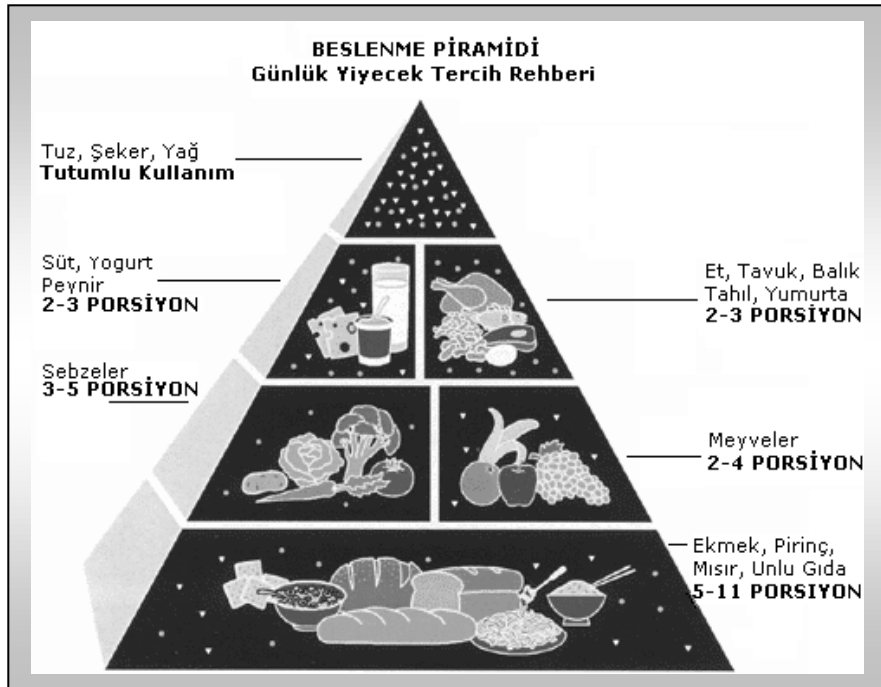 BESLENME PİRAMİDİ
Günlük Yiyecek Tercih Rehberi
Tuz, Şeker, Yağ
Tutumlu Kullanım
Süt, Yogurt
Peynir
2-3 PORSİYON
Et, Tavuk, Balık
Tahıl, Yumurta
2-3 PORSİYON
Sebzeler
3-5 PORSİYON
Meyveler
2-4 PORSİYON
Ekmek, Pirinç,
Mısır, Unlu Gıda
5-11 PORSİYON